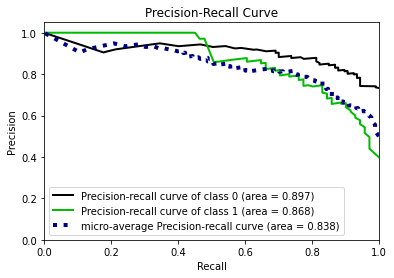 Precision-Recall Curve
1.0
0.8
0.6
0.4
0.2
0.0
Precision
Precision-recall curve of class 0 (area = 0.897)
Precision-recall curve of class 1 (area = 0.868)
micro-average Precision-recall curve (area = 0.838)
0.0 0.2 0.4 0.6 0.8 1.0
Recall